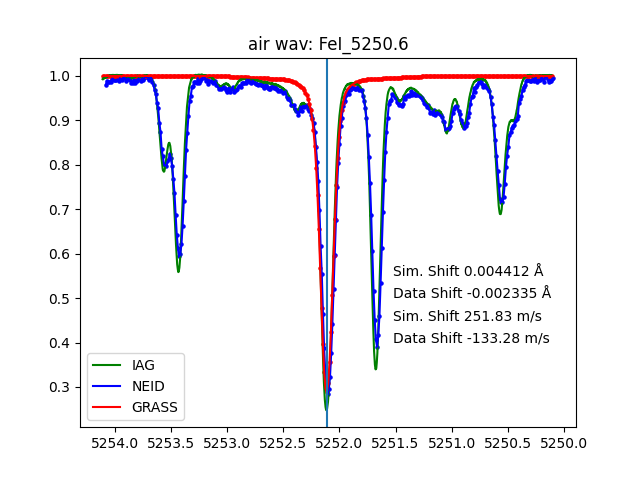 air wav: FeI_5250.6
1.0
0.9
0.8
0.7
0.6
0.5
0.4
0.3
Sim. Shift 0.004412 Å
Data Shift -0.002335 Å
Sim. Shift 251.83 m/s
Data Shift -133.28 m/s
IAG
NEID
GRASS
5254.0 5253.5 5253.0 5252.5 5252.0 5251.5 5251.0 5250.5 5250.0